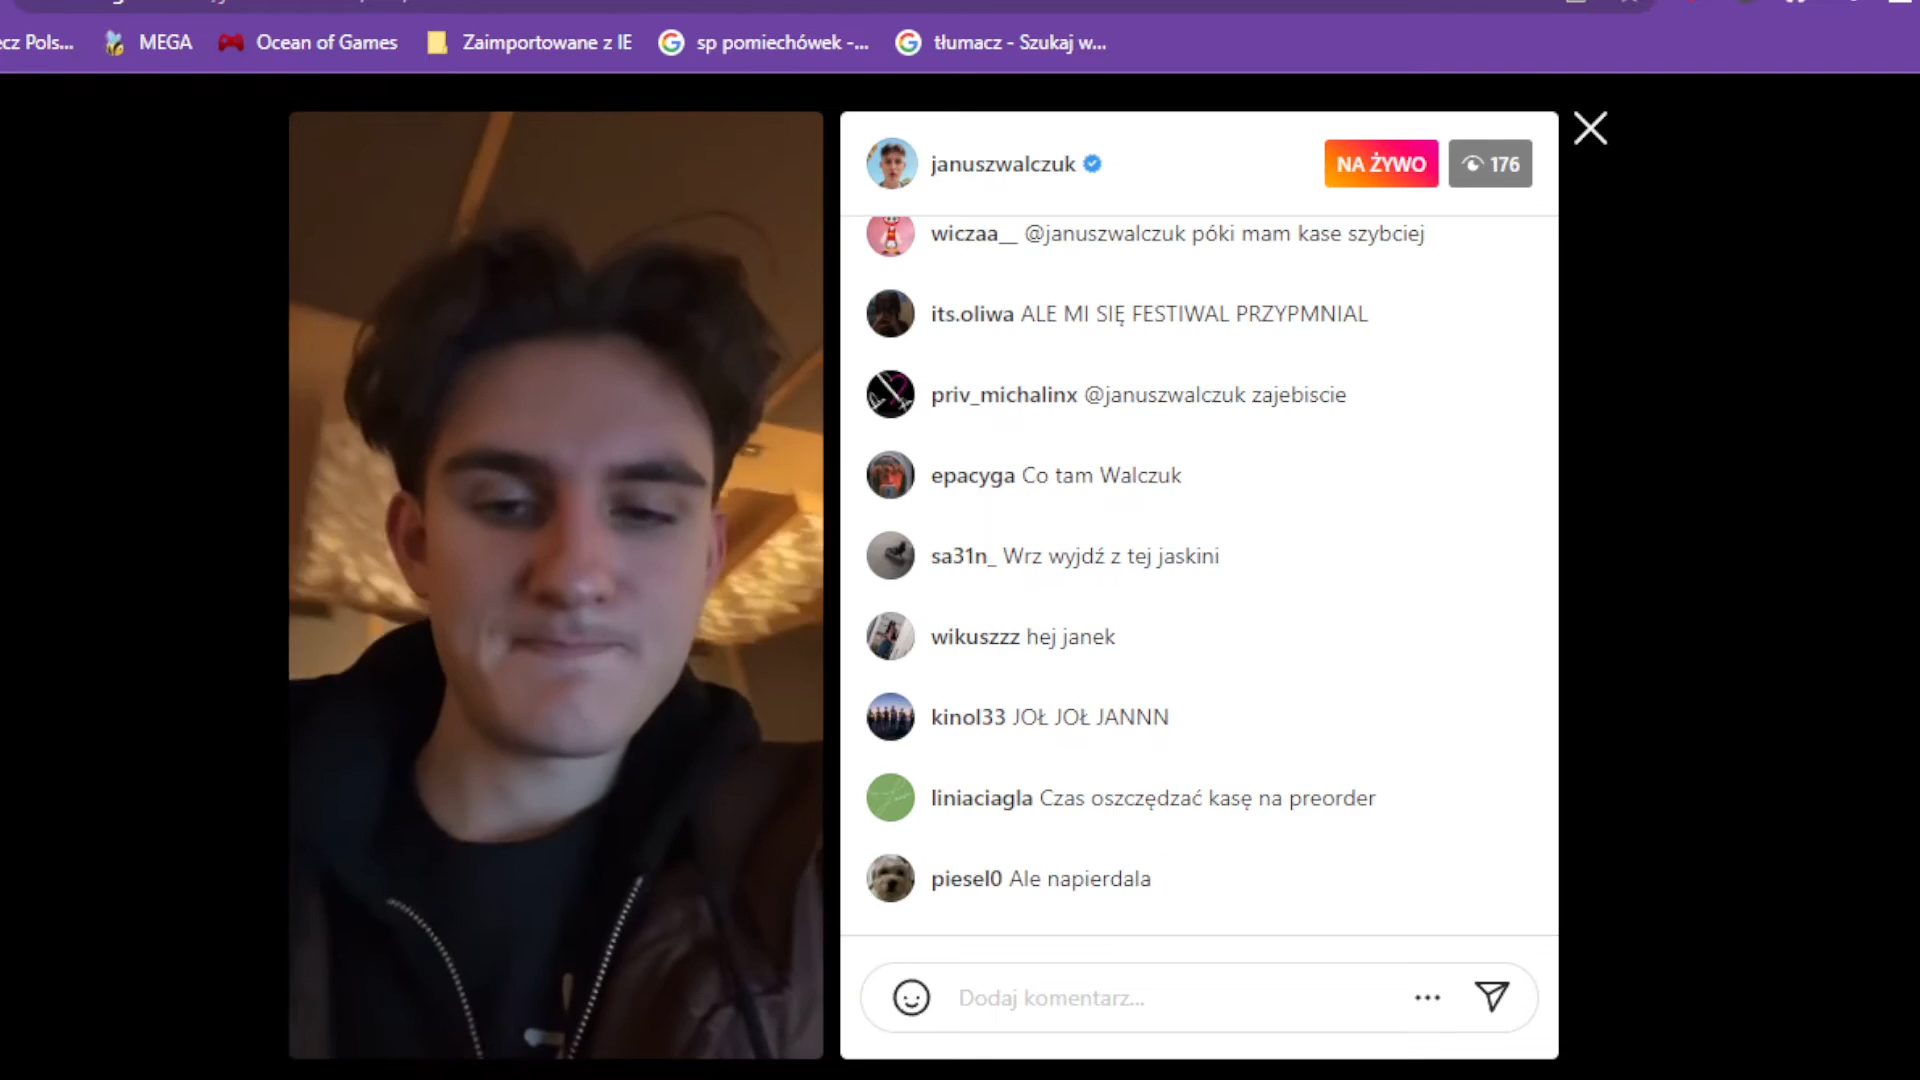 ecz Pols...
MEGA
Ocean of Games
Zaimportowane z IE
sp pomiechówek -...
tłumacz - Szukaj w...
januszwalczuk
NA ŻYWO
176
wiczaa__ @januszwalczuk póki mam kase szybciej
its.oliwa ALE MI SIĘ FESTIWAL PRZYPMNIAL
priv_michalinx @januszwalczuk zajebiscie
epacyga Co tam Walczuk
sa31n_ Wrz wyjdź z tej jaskini
wikuszzz hej janek
kinol33 JOŁ JOŁ JANNN
liniaciagla Czas oszczędzać kasę na preorder
piesel0 Ale napierdala
Dodaj komentarz...